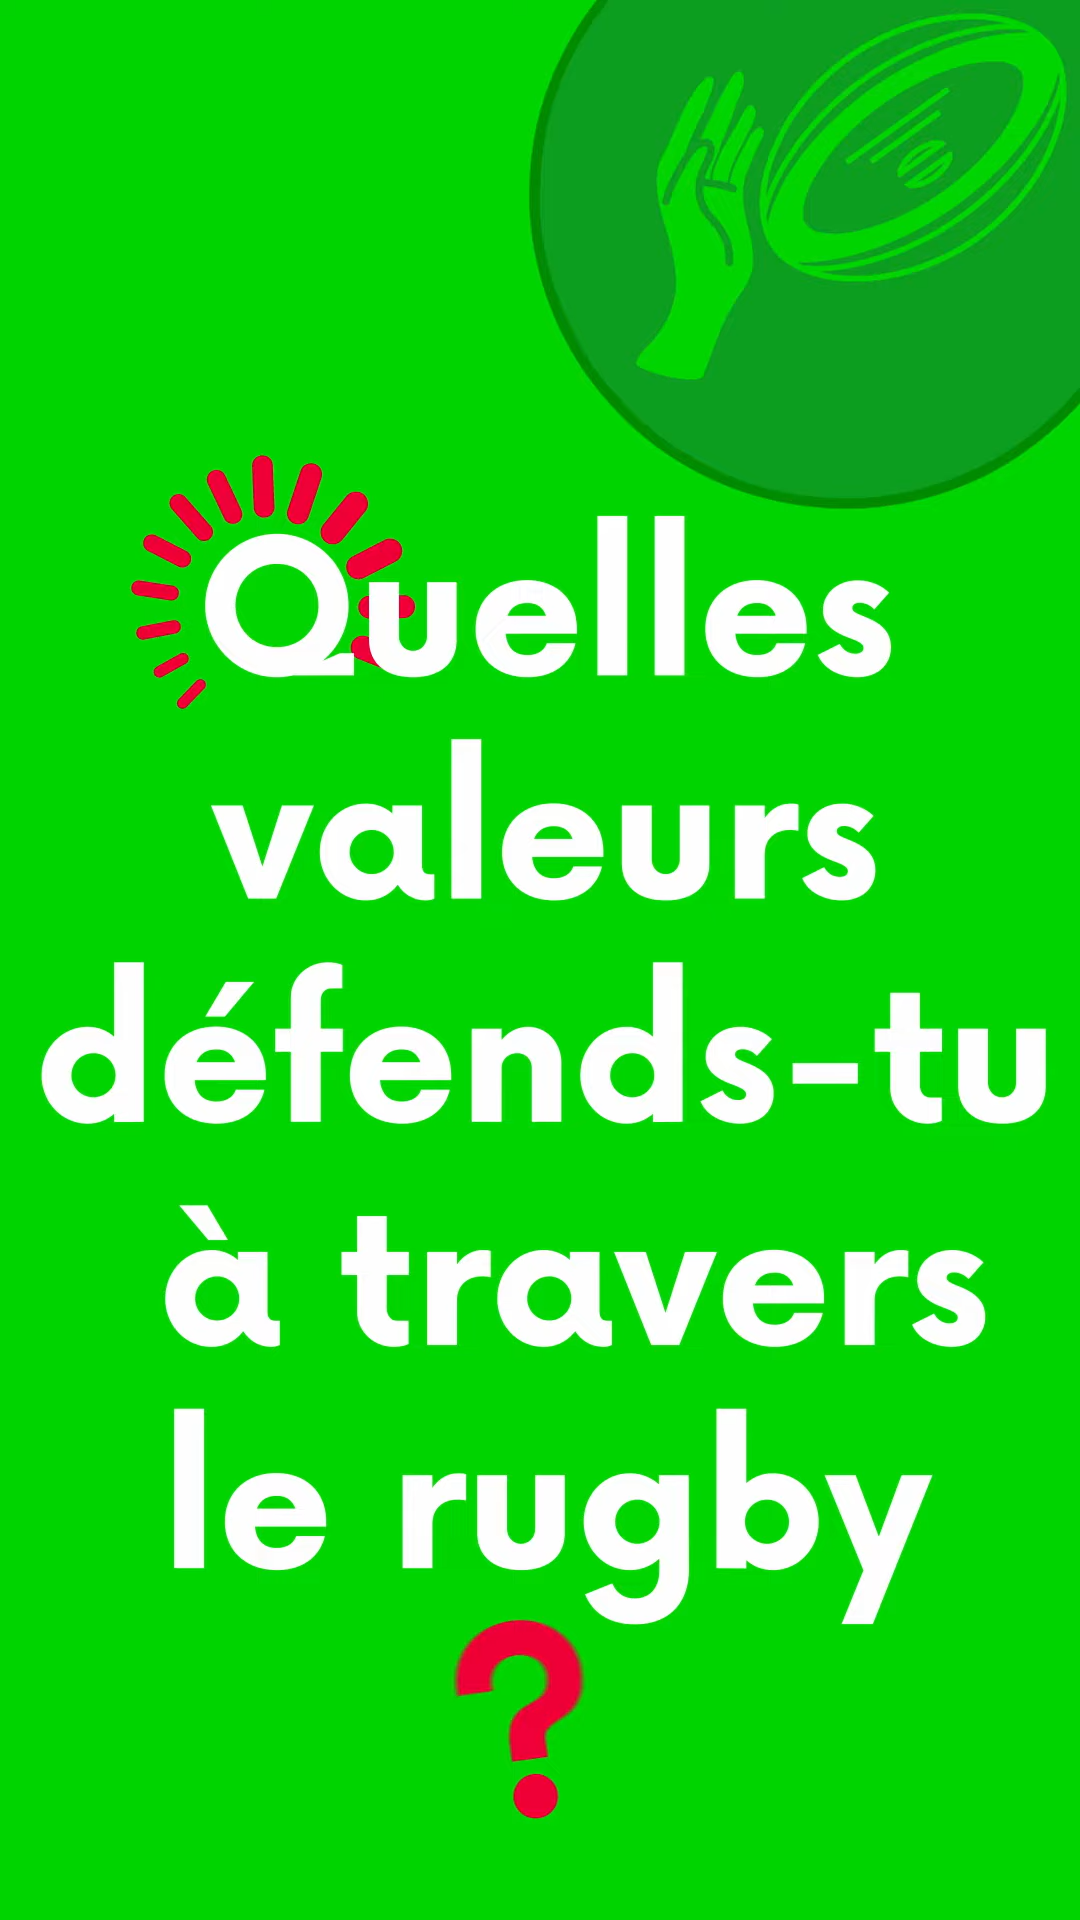 Quelles
valeurs
défends-tu
à travers
le rugby
?